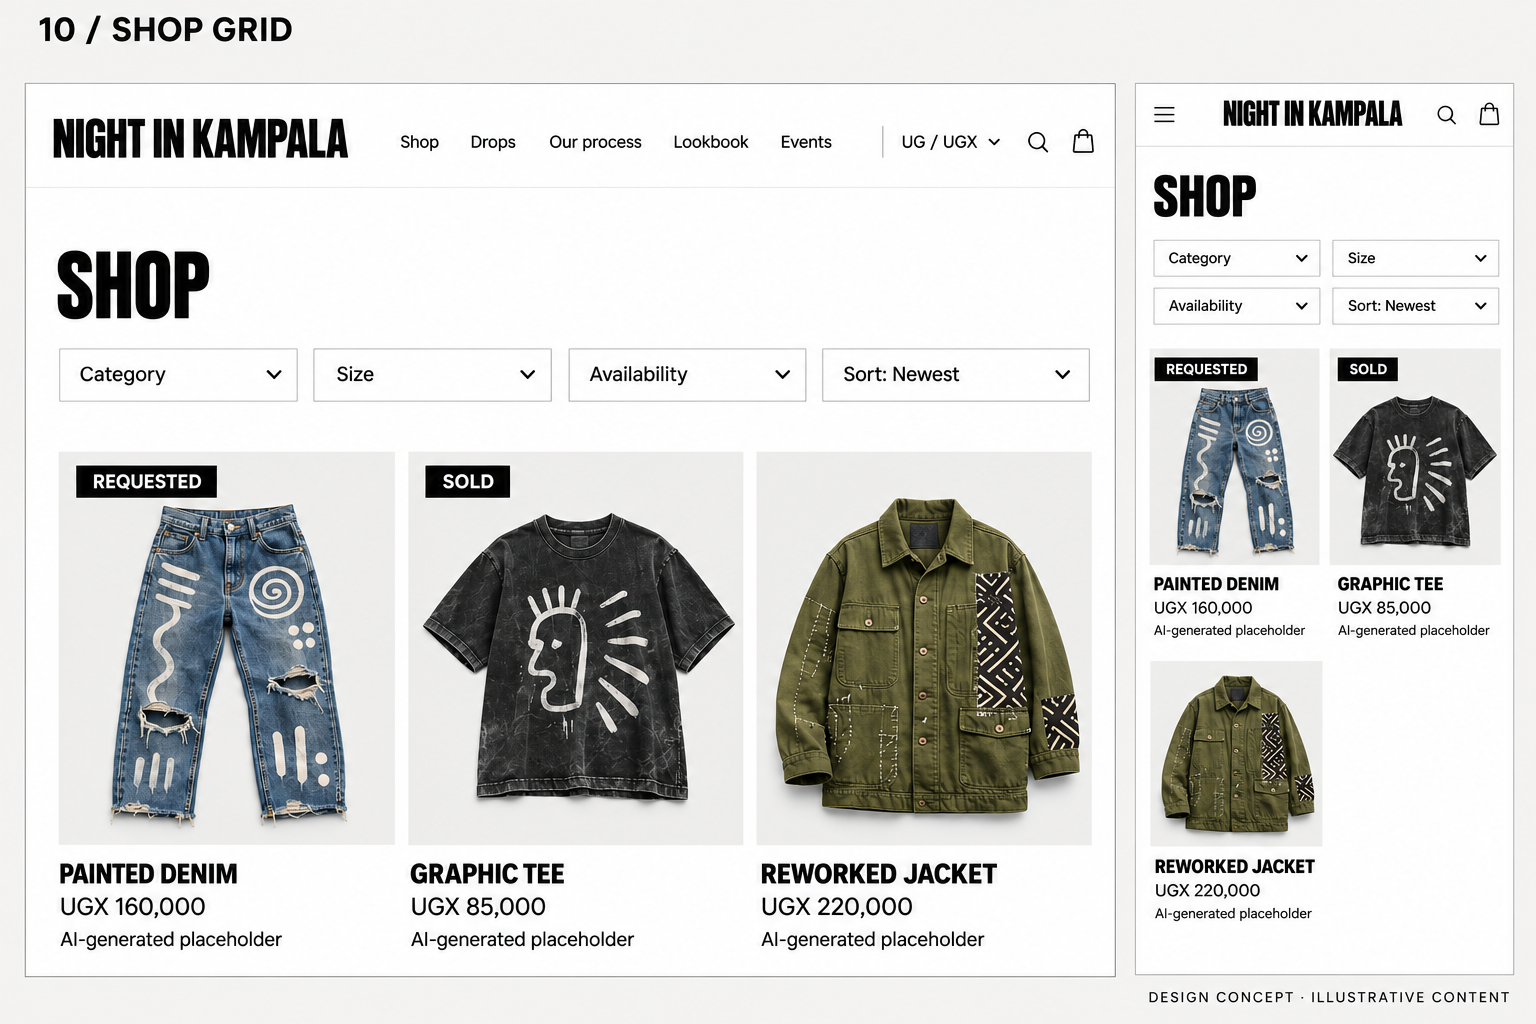 10 / SHOP GRID
NIGHT IN KAMPALA
Shop
Drops
Our process
Lookbook
Events
UG / UGX
SHOP
Category
Size
Availability
Sort: Newest
REQUESTED
SOLD
PAINTED DENIM
UGX 160,000
AI-generated placeholder
GRAPHIC TEE
UGX 85,000
AI-generated placeholder
REWORKED JACKET
UGX 220,000
AI-generated placeholder
NIGHT IN KAMPALA
SHOP
Category
Size
Availability
Sort: Newest
REQUESTED
SOLD
PAINTED DENIM
UGX 160,000
AI-generated placeholder
GRAPHIC TEE
UGX 85,000
AI-generated placeholder
REWORKED JACKET
UGX 220,000
AI-generated placeholder
DESIGN CONCEPT · ILLUSTRATIVE CONTENT